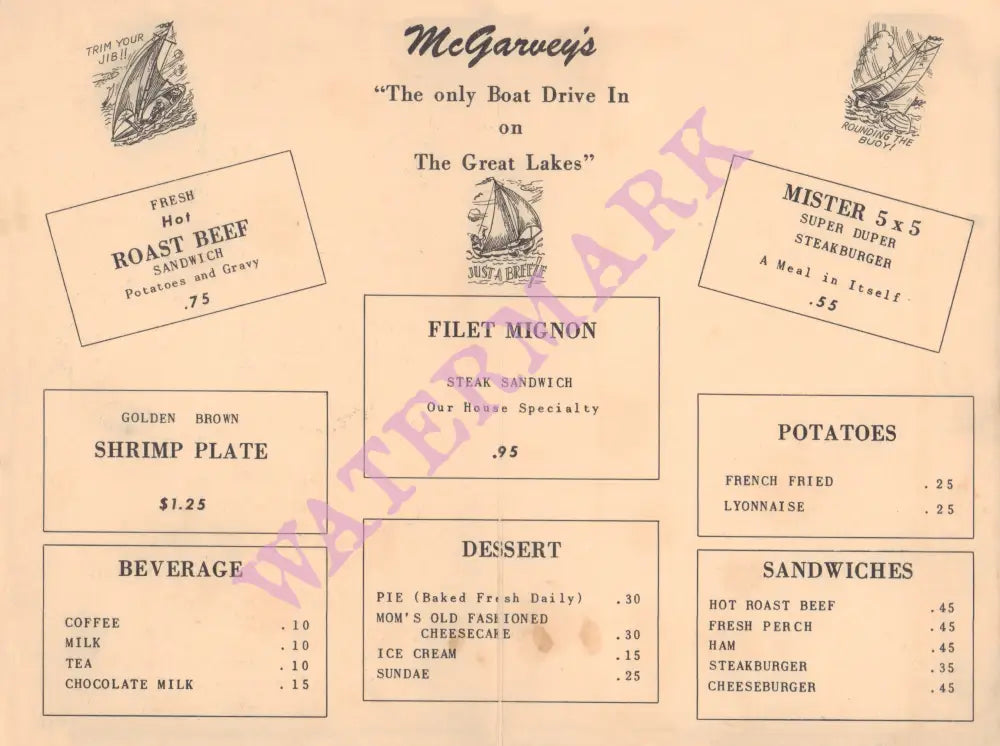 TRIM YOUR
JIB!!
McGarvey's
"The only Boat Drive In
on
The Great Lakes"
JUST A BREEZE
ROUNDING THE
BUOY!
FRESH
Hot
ROAST BEEF
SANDWICH
Potatoes and Gravy
.75
MISTER 5 x 5
SUPER DUPER
STEAKBURGER
A Meal in Itself
.55
FILET MIGNON
STEAK SANDWICH
Our House Specialty
.95
GOLDEN BROWN
SHRIMP PLATE
$1.25
POTATOES
FRENCH FRIED .25
LYONNAISE .25
BEVERAGE
COFFEE .10
MILK .10
TEA .10
CHOCOLATE MILK .15
DESSERT
PIE (Baked Fresh Daily) .30
MOM'S OLD FASHIONED
CHEESECAKE .30
ICE CREAM .15
SUNDAE .25
SANDWICHES
HOT ROAST BEEF .45
FRESH PERCH .45
HAM .45
STEAKBURGER .35
CHEESEBURGER .45
WATERMARK